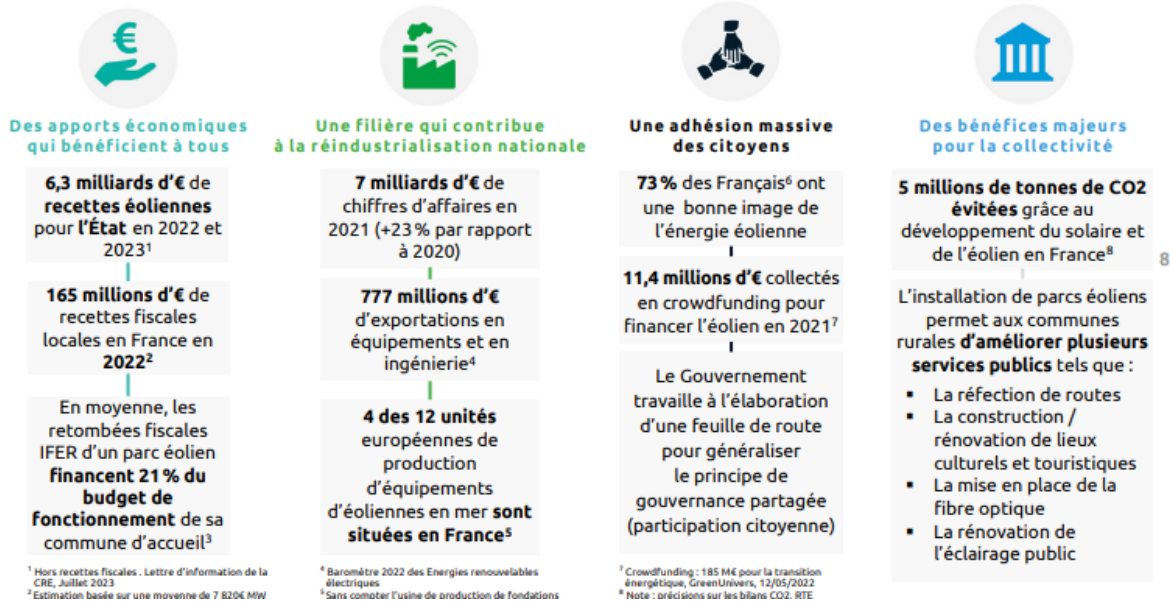 €
Des apports économiques
qui bénéficient à tous
6,3 milliards d'€ de
recettes éoliennes
pour l'État en 2022 et
2023¹
165 millions d'€ de
recettes fiscales
locales en France en
2022²
En moyenne, les
retombées fiscales
IFER d'un parc éolien
financent 21 % du
budget de
fonctionnement de sa
commune d'accueil³
¹ Hors recettes fiscales . Lettre d'information de la
CRE, Juillet 2023
² Estimation basée sur une moyenne de 7 820€ MW
Une filière qui contribue
à la réindustrialisation nationale
7 milliards d'€ de
chiffres d'affaires en
2021 (+23 % par rapport
à 2020)
777 millions d'€
d'exportations en
équipements et en
ingénierie⁴
4 des 12 unités
européennes de
production
d'équipements
d'éoliennes en mer sont
situées en France⁵
⁴ Baromètre 2022 des Energies renouvelables
électriques
⁵ Sans compter l'usine de production de fondations
Une adhésion massive
des citoyens
73 % des Français⁶ ont
une bonne image de
l'énergie éolienne
11,4 millions d'€ collectés
en crowdfunding pour
financer l'éolien en 2021⁷
Le Gouvernement
travaille à l'élaboration
d'une feuille de route
pour généraliser
le principe de
gouvernance partagée
(participation citoyenne)
⁷ Crowdfunding : 185 M€ pour la transition
énergétique, GreenUnivers, 12/05/2022
⁸ Note : précisions sur les bilans CO2, RTE
Des bénéfices majeurs
pour la collectivité
5 millions de tonnes de CO2
évitées grâce au
développement du solaire et
de l'éolien en France⁸
L'installation de parcs éoliens
permet aux communes
rurales d'améliorer plusieurs
services publics tels que :
▪ La réfection de routes
▪ La construction /
rénovation de lieux
culturels et touristiques
▪ La mise en place de la
fibre optique
▪ La rénovation de
l'éclairage public
8